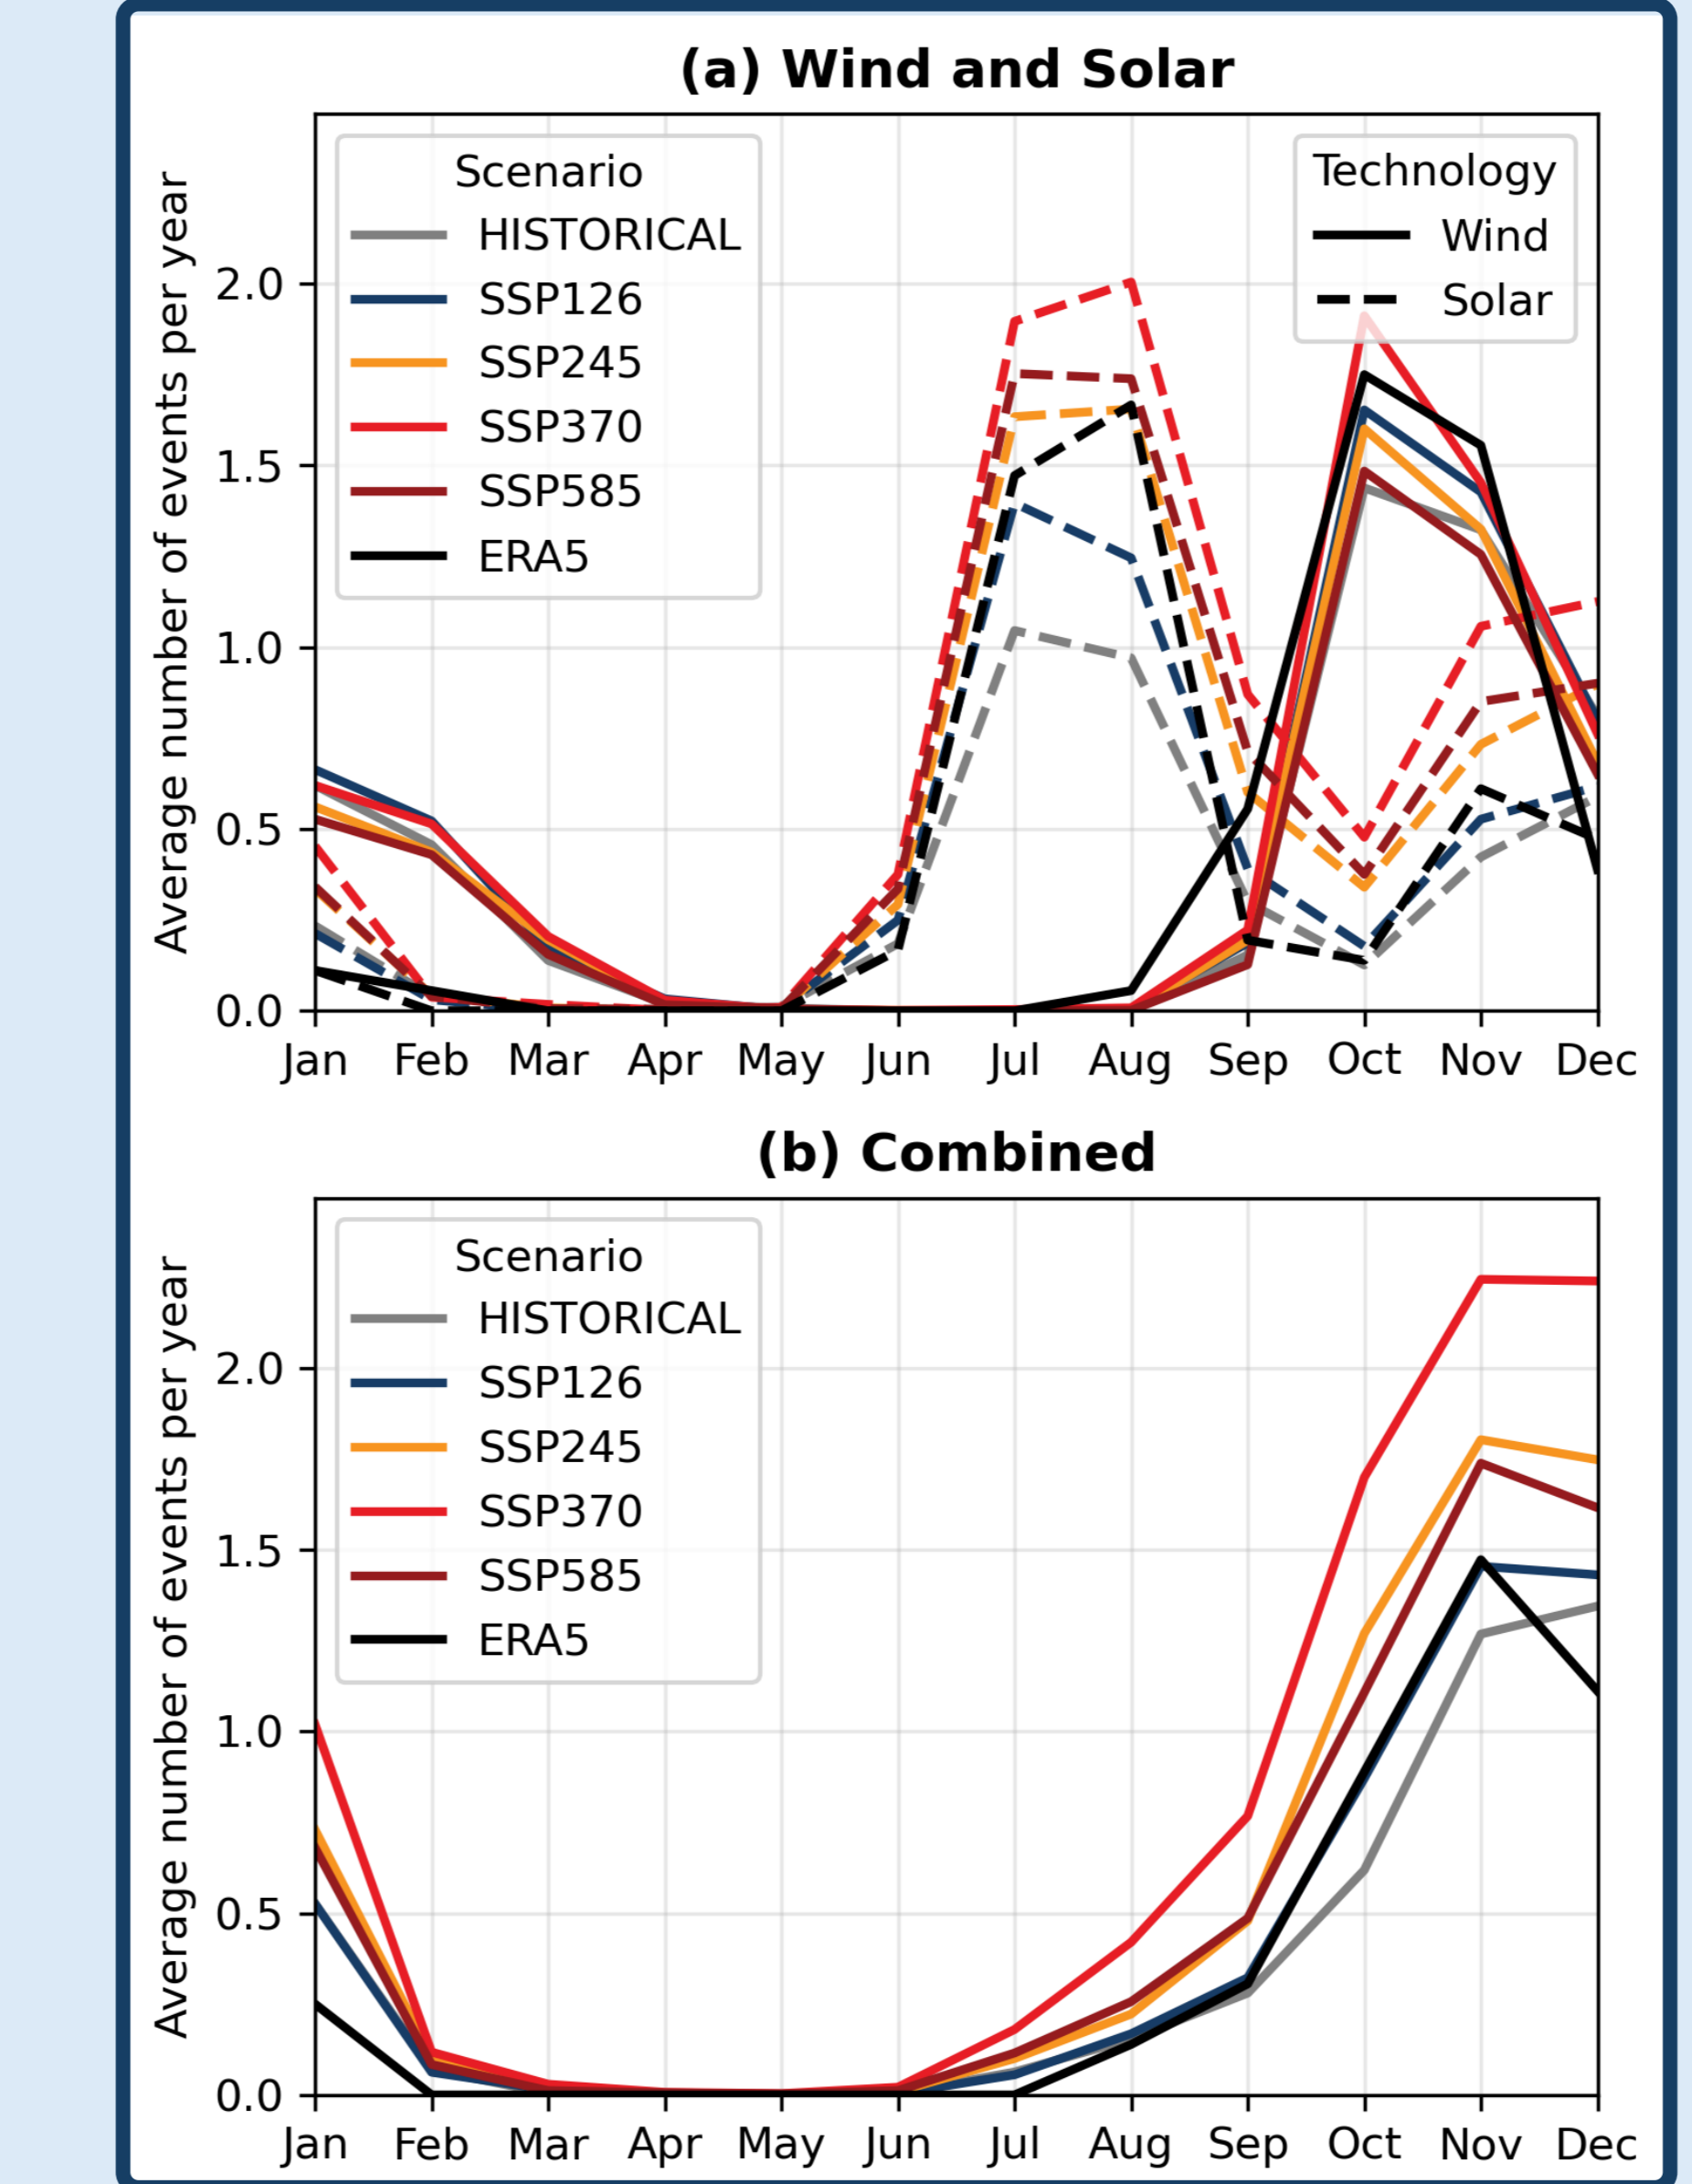 (a) Wind and Solar
Average number of events per year
2.0
1.5
1.0
0.5
0.0
Scenario
HISTORICAL
SSP126
SSP245
SSP370
SSP585
ERA5
Technology
Wind
Solar
Jan Feb Mar Apr May Jun Jul Aug Sep Oct Nov Dec
(b) Combined
Average number of events per year
2.0
1.5
1.0
0.5
0.0
Scenario
HISTORICAL
SSP126
SSP245
SSP370
SSP585
ERA5
Jan Feb Mar Apr May Jun Jul Aug Sep Oct Nov Dec